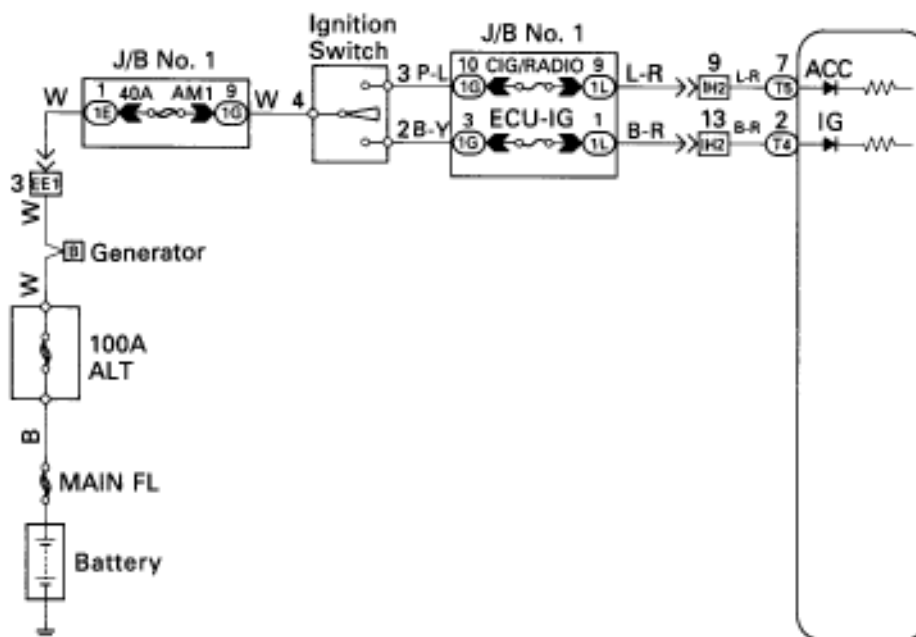 Ignition
Switch
J/B No. 1
J/B No. 1
W
1
1E
40A
AM1
9
1G
W
4
3 P-L
10
1G
CIG/RADIO
9
1L
L-R
9
IH2
L-R
7
T5
ACC
2 B-Y
3
1G
ECU-IG
1
1L
B-R
13
IH2
B-R
2
T4
IG
3
EE1
W
B
Generator
W
100A
ALT
B
MAIN FL
Battery